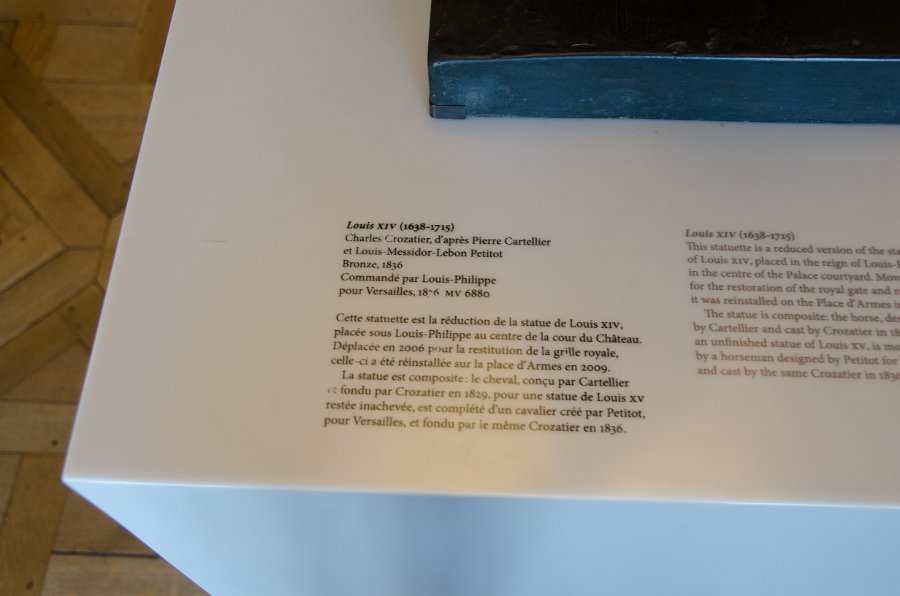 Louis XIV (1638-1715)
Charles Crozatier, d'après Pierre Cartellier
et Louis-Messidor-Lebon Petitot
Bronze, 1836
Commandé par Louis-Philippe
pour Versailles, MV 6880
Cette statuette est la réduction de la statue de Louis XIV,
placée sous Louis-Philippe au centre de la cour du Château.
Déplacée en 2006 pour la restitution de la grille royale,
celle-ci a été réinstallée sur la place d'Armes en 2009.
La statue est composite : le cheval, conçu par Cartellier
et fondu par Crozatier en 1829, pour une statue de Louis XV
restée inachevée, est complété d'un cavalier créé par Petitot,
pour Versailles, et fondu par le même Crozatier en 1836.
Louis XIV (1638-1715)
This statuette is a reduced version of the
of Louis XIV, placed in the reign of
in the centre of the Palace courtyard.
for the restoration of the royal gate and
it was reinstalled on the Place d'Armes
The statue is composite: the horse,
by Cartellier and cast by Crozatier in
an unfinished statue of Louis XV, is
by a horseman designed by Petitot for
and cast by the same Crozatier in 1836